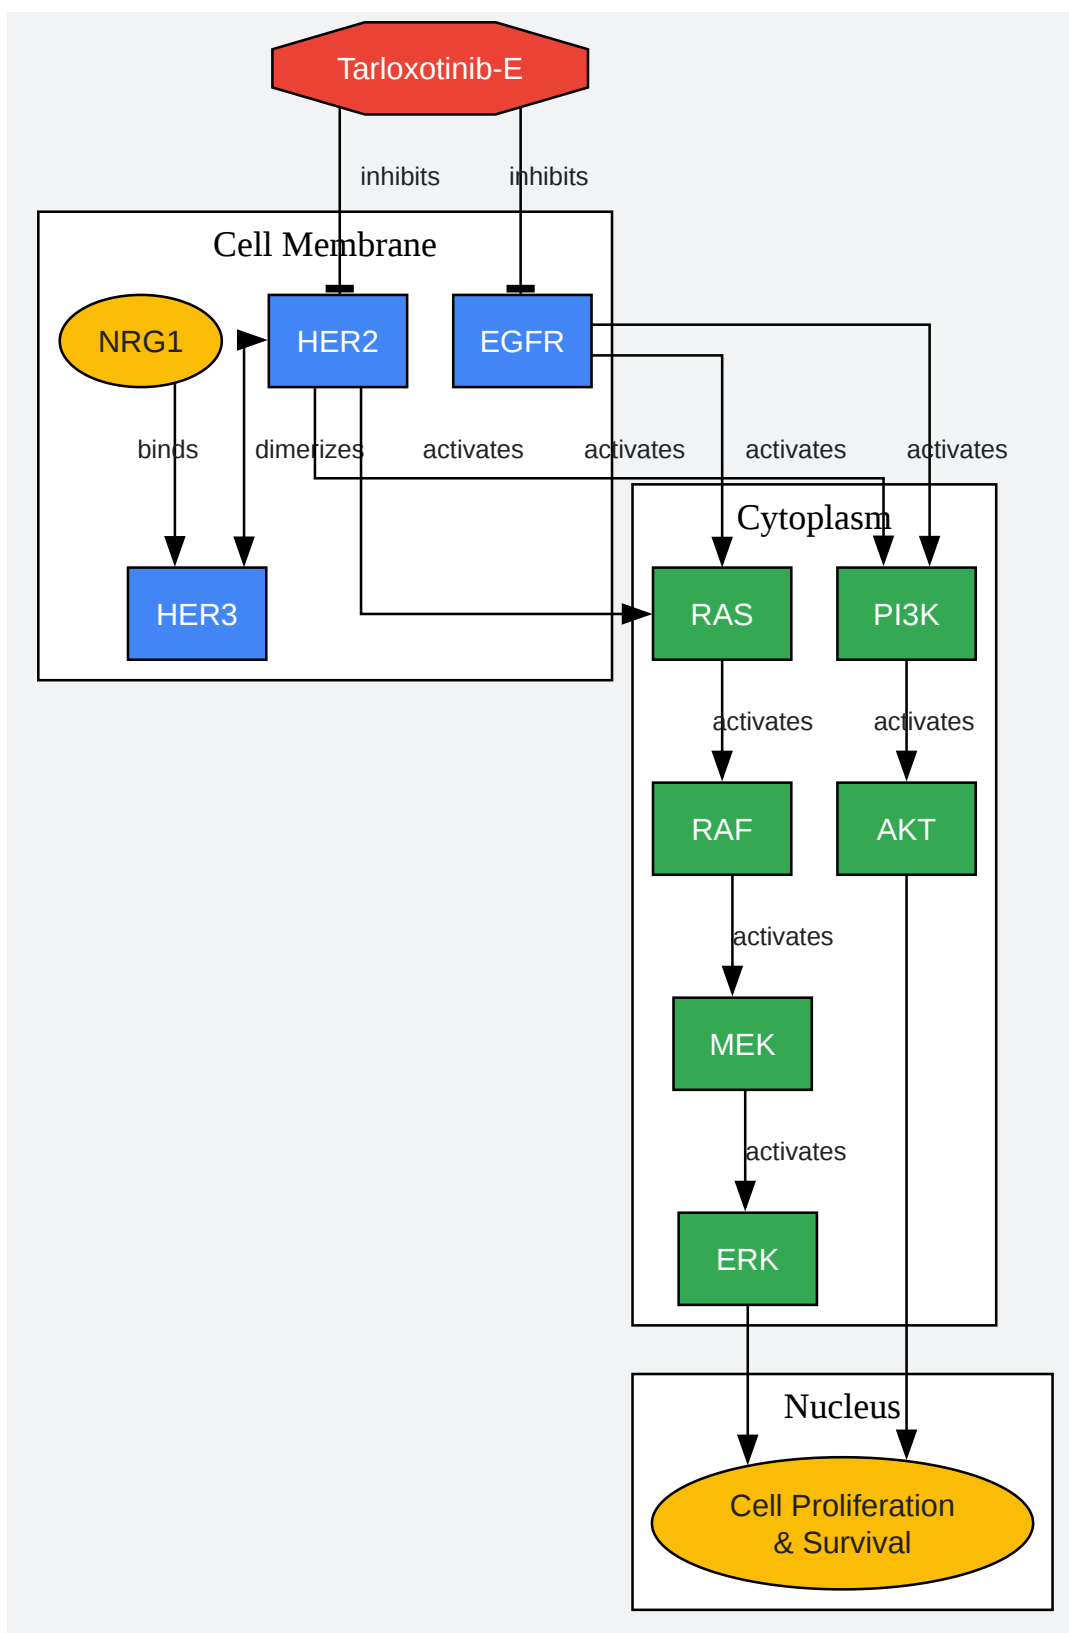 Tarloxotinib-E
inhibits
inhibits
Cell Membrane
NRG1
HER2
EGFR
binds
dimerizes
activates
activates
activates
activates
Cytoplasm
HER3
RAS
PI3K
activates
activates
RAF
AKT
activates
MEK
activates
ERK
Nucleus
Cell Proliferation
& Survival